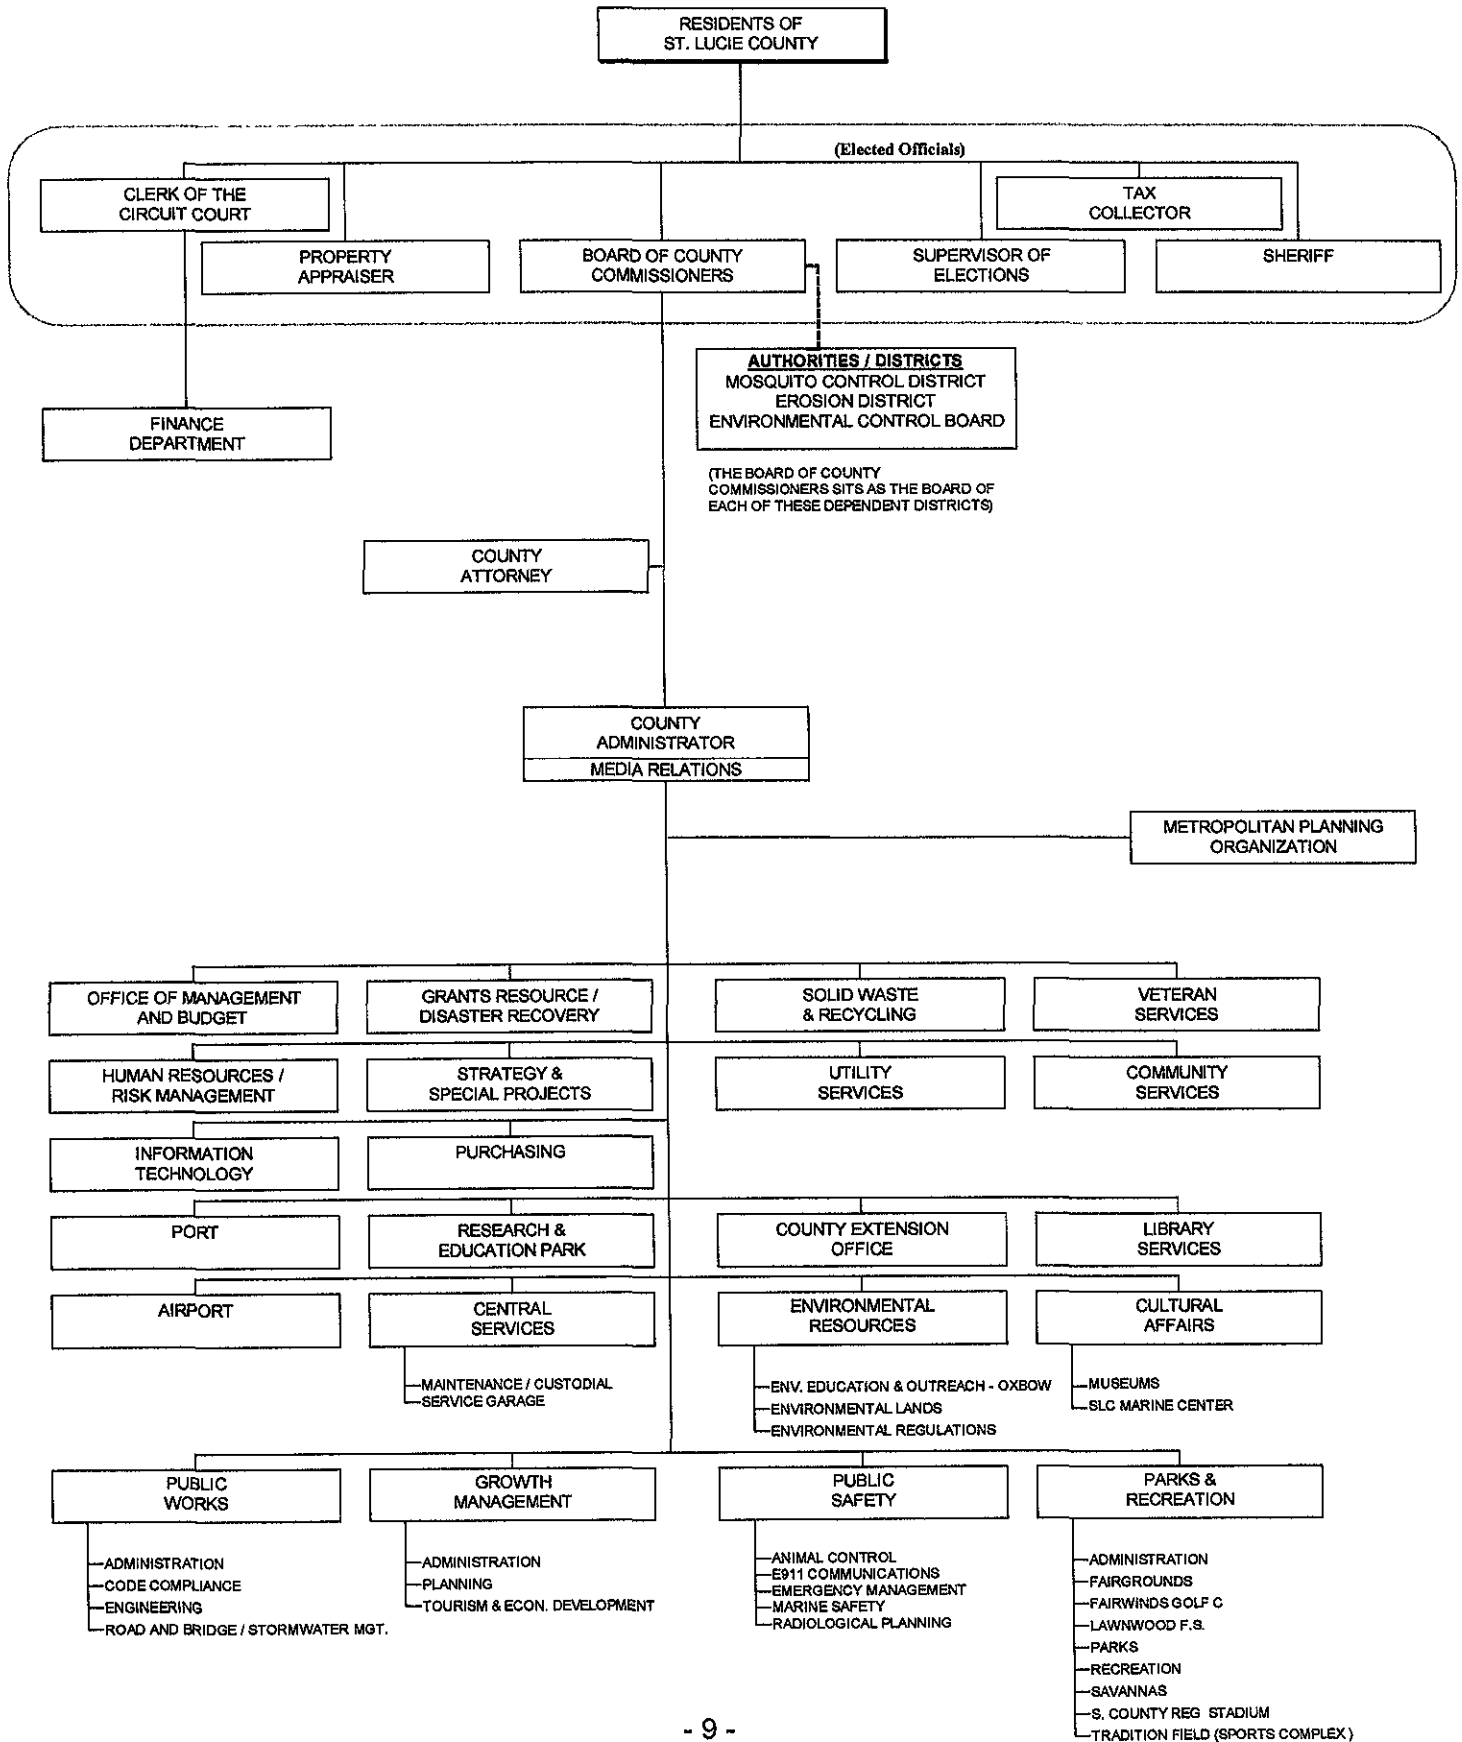 RESIDENTS OF
ST. LUCIE COUNTY
(Elected Officials)
CLERK OF THE
CIRCUIT COURT
TAX
COLLECTOR
PROPERTY
APPRAISER
BOARD OF COUNTY
COMMISSIONERS
SUPERVISOR OF
ELECTIONS
SHERIFF
AUTHORITIES / DISTRICTS
MOSQUITO CONTROL DISTRICT
EROSION DISTRICT
ENVIRONMENTAL CONTROL BOARD
FINANCE
DEPARTMENT
(THE BOARD OF COUNTY
COMMISSIONERS SITS AS THE BOARD OF
EACH OF THESE DEPENDENT DISTRICTS)
COUNTY
ATTORNEY
COUNTY
ADMINISTRATOR
MEDIA RELATIONS
METROPOLITAN PLANNING
ORGANIZATION
OFFICE OF MANAGEMENT
AND BUDGET
GRANTS RESOURCE /
DISASTER RECOVERY
SOLID WASTE
& RECYCLING
VETERAN
SERVICES
HUMAN RESOURCES /
RISK MANAGEMENT
STRATEGY &
SPECIAL PROJECTS
UTILITY
SERVICES
COMMUNITY
SERVICES
INFORMATION
TECHNOLOGY
PURCHASING
PORT
RESEARCH &
EDUCATION PARK
COUNTY EXTENSION
OFFICE
LIBRARY
SERVICES
AIRPORT
CENTRAL
SERVICES
MAINTENANCE / CUSTODIAL
SERVICE GARAGE
ENVIRONMENTAL
RESOURCES
ENV. EDUCATION & OUTREACH - OXBOW
ENVIRONMENTAL LANDS
ENVIRONMENTAL REGULATIONS
CULTURAL
AFFAIRS
MUSEUMS
SLC MARINE CENTER
PUBLIC
WORKS
ADMINISTRATION
CODE COMPLIANCE
ENGINEERING
ROAD AND BRIDGE / STORMWATER MGT.
GROWTH
MANAGEMENT
ADMINISTRATION
PLANNING
TOURISM & ECON. DEVELOPMENT
PUBLIC
SAFETY
ANIMAL CONTROL
E911 COMMUNICATIONS
EMERGENCY MANAGEMENT
MARINE SAFETY
RADIOLOGICAL PLANNING
PARKS &
RECREATION
ADMINISTRATION
FAIRGROUNDS
FAIRWINDS GOLF C
LAWNWOOD F.S.
PARKS
RECREATION
SAVANNAS
S. COUNTY REG STADIUM
TRADITION FIELD (SPORTS COMPLEX)
- 9 -